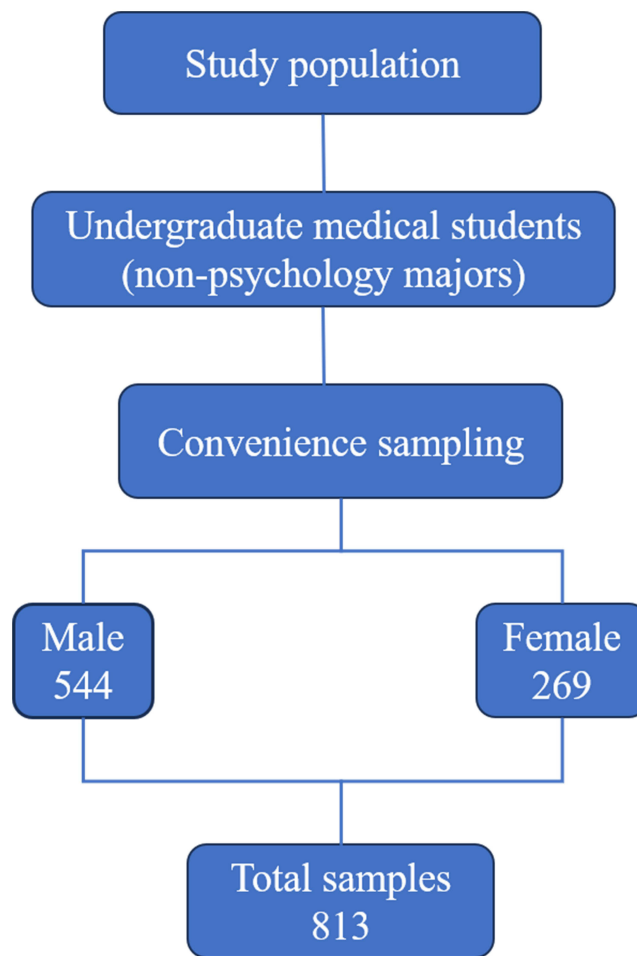 Study population
Undergraduate medical students
(non-psychology majors)
Convenience sampling
Male
544
Female
269
Total samples
813